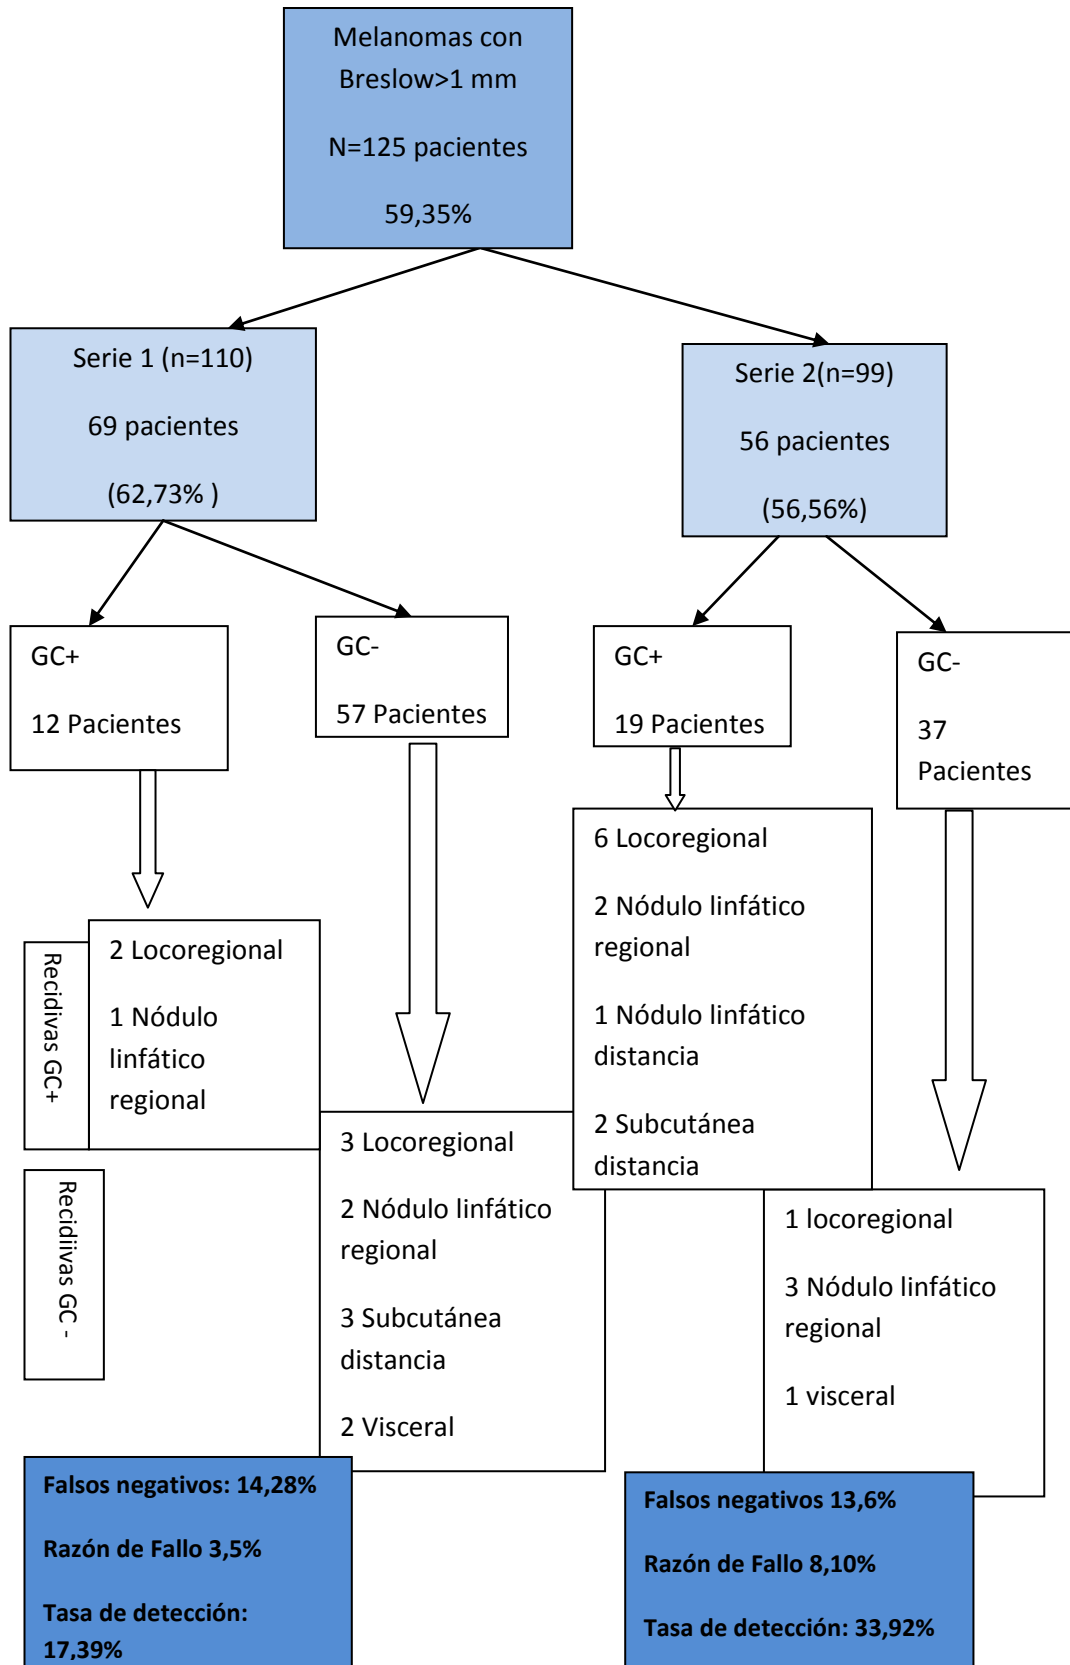 Melanomas con
Breslow>1 mm
N=125 pacientes
59,35%
Serie 1 (n=110)
69 pacientes
(62,73% )
Serie 2(n=99)
56 pacientes
(56,56%)
GC+
12 Pacientes
GC-
57 Pacientes
GC+
19 Pacientes
GC-
37
Pacientes
Recidivas GC+
2 Locoregional
1 Nódulo
linfático
regional
6 Locoregional
2 Nódulo linfático
regional
1 Nódulo linfático
distancia
2 Subcutánea
distancia
Recidiivas GC -
3 Locoregional
2 Nódulo linfático
regional
3 Subcutánea
distancia
2 Visceral
1 locoregional
3 Nódulo linfático
regional
1 visceral
Falsos negativos: 14,28%
Razón de Fallo 3,5%
Tasa de detección:
17,39%
Falsos negativos 13,6%
Razón de Fallo 8,10%
Tasa de detección: 33,92%